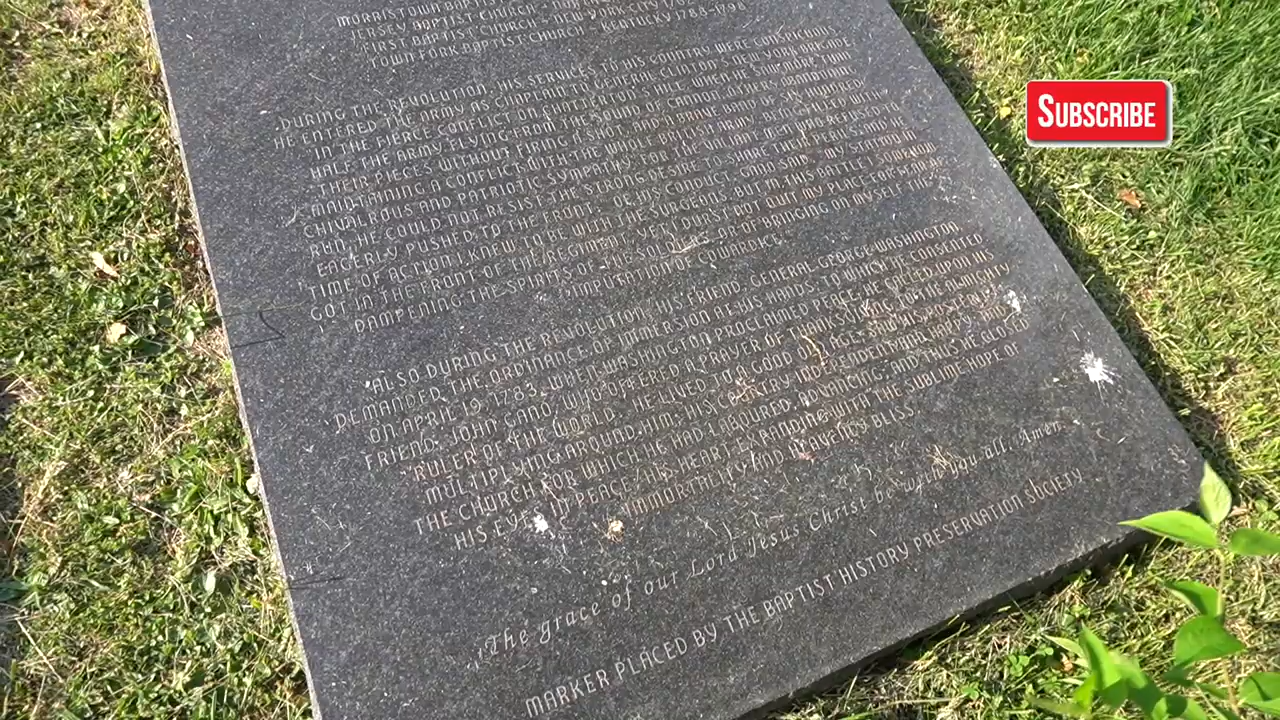 MORRISTOWN BAPTIST
JERSEY BAPTIST CHURCH
FIRST BAPTIST CHURCH - NEW YORK CITY
TOWN FORK BAPTIST CHURCH - KENTUCKY 1788-1798
DURING THE REVOLUTION, HIS SERVICES TO HIS COUNTRY WERE CONSPICUOUS.
HE ENTERED THE ARMY AS CHAPLAIN TO GENERAL CLINTON'S NEW YORK BRIGADE.
IN THE FIERCE CONFLICT ON CHATTERTON'S HILL, WHEN HE SAW MORE THAN
HALF THE ARMY FLYING FROM THE SOUND OF CANNON, OTHERS ABANDONING
THEIR PIECES WITHOUT FIRING A SHOT, AND A BRAVE BAND OF SIX HUNDRED
MAINTAINING A CONFLICT WITH THE WHOLE BRITISH ARMY, FILLED WITH
CHIVALROUS AND PATRIOTIC SYMPATHY FOR THE VALIANT MEN THAT REFUSED TO
RUN, HE COULD NOT RESIST THE STRONG DESIRE TO SHARE THEIR PERILS, AND HE
EAGERLY PUSHED TO THE FRONT. OF HIS CONDUCT GANO SAID, "MY STATION IN
TIME OF ACTION I KNEW TO BE WITH THE SURGEONS, BUT IN THIS BATTLE I SOMEHOW
GOT IN THE FRONT OF THE REGIMENT, YET I DURST NOT QUIT MY PLACE FOR FEAR OF
DAMPENING THE SPIRITS OF THE SOLDIERS, OR OF BRINGING ON MYSELF THE
IMPUTATION OF COWARDICE."
ALSO DURING THE REVOLUTION, HIS FRIEND, GENERAL GEORGE WASHINGTON
DEMANDED THE ORDINANCE OF IMMERSION AT HIS HANDS TO WHICH HE CONSENTED.
ON APRIL 19, 1783, WHEN WASHINGTON PROCLAIMED PEACE, HE CALLED UPON HIS
FRIEND, JOHN GANO, WHO OFFERED A PRAYER OF THANKSGIVING TO THE ALMIGHTY
RULER OF THE WORLD. HE LIVED TO A GOOD OLD AGE; SAW HIS POSTERITY
MULTIPLYING AROUND HIM; HIS COUNTRY INDEPENDENT, AND HAPPY; AND
THE CHURCH FOR WHICH HE HAD LABOURED, ADVANCING; AND THUS HE CLOSED
HIS EYES IN PEACE; HIS HEART EXPANDING WITH THE SUBLIME HOPE OF
IMMORTALITY AND HEAVENLY BLISS.
"The grace of our Lord Jesus Christ be with you all. Amen."
MARKER PLACED BY THE BAPTIST HISTORY PRESERVATION SOCIETY
SUBSCRIBE